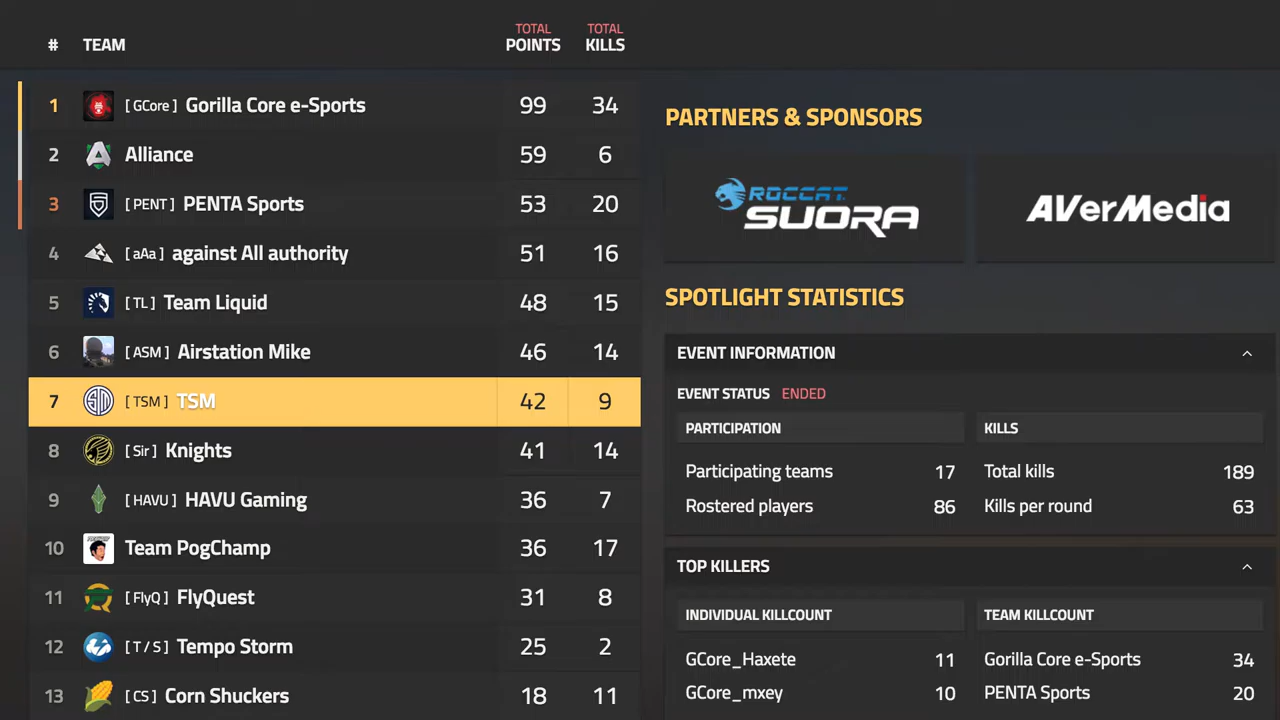 # TEAM TOTAL POINTS TOTAL KILLS
1 [ GCore ] Gorilla Core e-Sports 99 34
2 Alliance 59 6
3 [ PENT ] PENTA Sports 53 20
4 [ aAa ] against All authority 51 16
5 [ TL ] Team Liquid 48 15
6 [ ASM ] Airstation Mike 46 14
7 [ TSM ] TSM 42 9
8 [ Sir ] Knights 41 14
9 [ HAVU ] HAVU Gaming 36 7
10 Team PogChamp 36 17
11 [ FlyQ ] FlyQuest 31 8
12 [ T / S ] Tempo Storm 25 2
13 [ CS ] Corn Shuckers 18 11
PARTNERS & SPONSORS
ROCCAT
SUORA
AVerMedia
SPOTLIGHT STATISTICS
EVENT INFORMATION
EVENT STATUS ENDED
PARTICIPATION KILLS
Participating teams 17 Total kills 189
Rostered players 86 Kills per round 63
TOP KILLERS
INDIVIDUAL KILLCOUNT TEAM KILLCOUNT
GCore_Haxete 11 Gorilla Core e-Sports 34
GCore_mxey 10 PENTA Sports 20